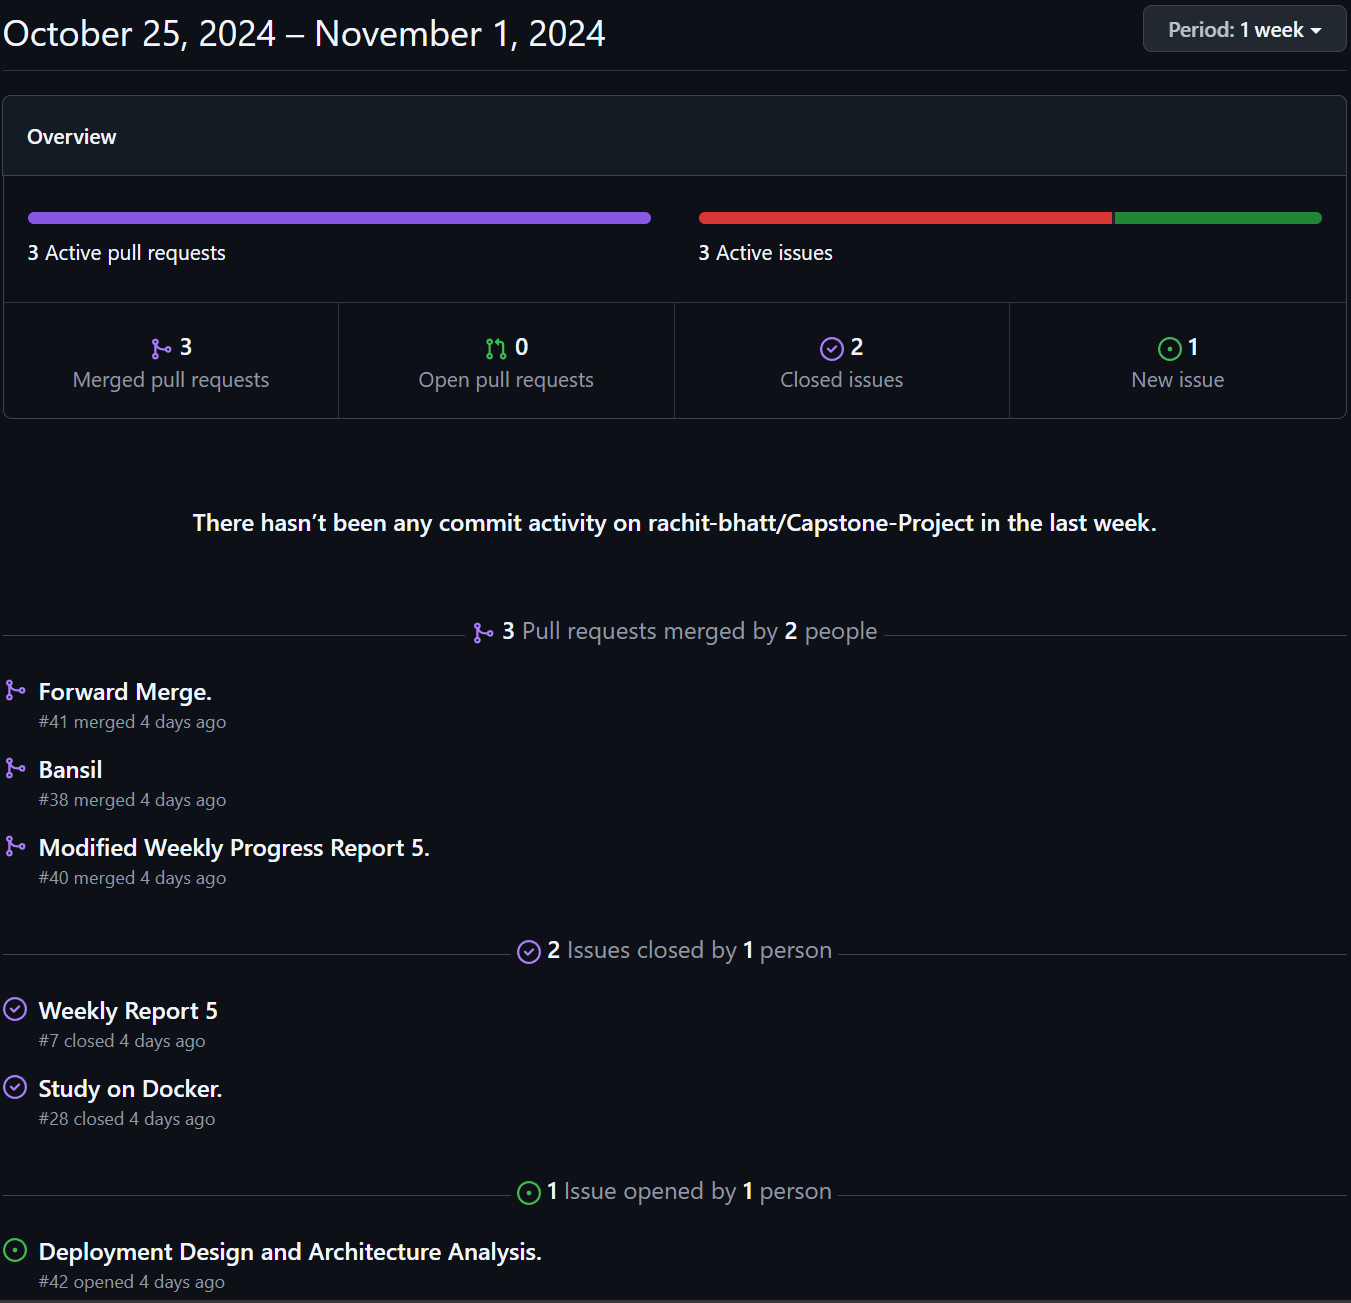 October 25, 2024 – November 1, 2024
Period: 1 week
Overview
3 Active pull requests
3 Active issues
3
Merged pull requests
0
Open pull requests
2
Closed issues
1
New issue
There hasn’t been any commit activity on rachit-bhatt/Capstone-Project in the last week.
3 Pull requests merged by 2 people
Forward Merge.
#41 merged 4 days ago
Bansil
#38 merged 4 days ago
Modified Weekly Progress Report 5.
#40 merged 4 days ago
2 Issues closed by 1 person
Weekly Report 5
#7 closed 4 days ago
Study on Docker.
#28 closed 4 days ago
1 Issue opened by 1 person
Deployment Design and Architecture Analysis.
#42 opened 4 days ago